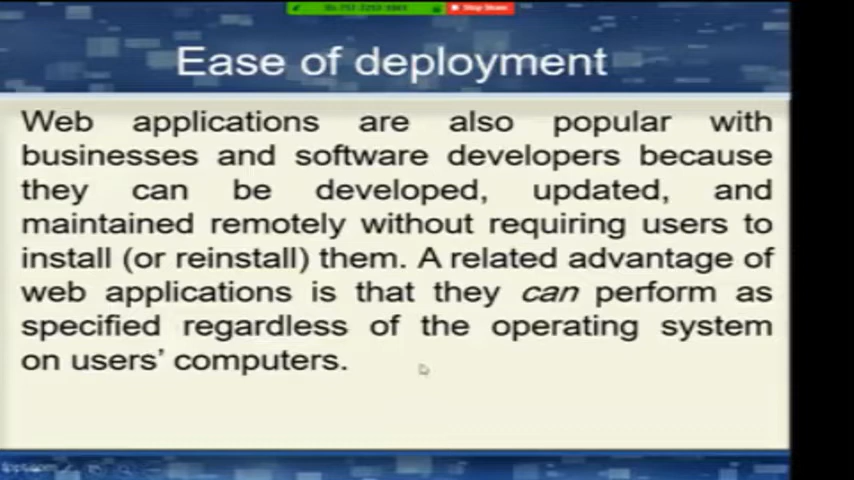 Stop Share
Ease of deployment
Web applications are also popular with
businesses and software developers because
they can be developed, updated, and
maintained remotely without requiring users to
install (or reinstall) them. A related advantage of
web applications is that they can perform as
specified regardless of the operating system
on users’ computers.